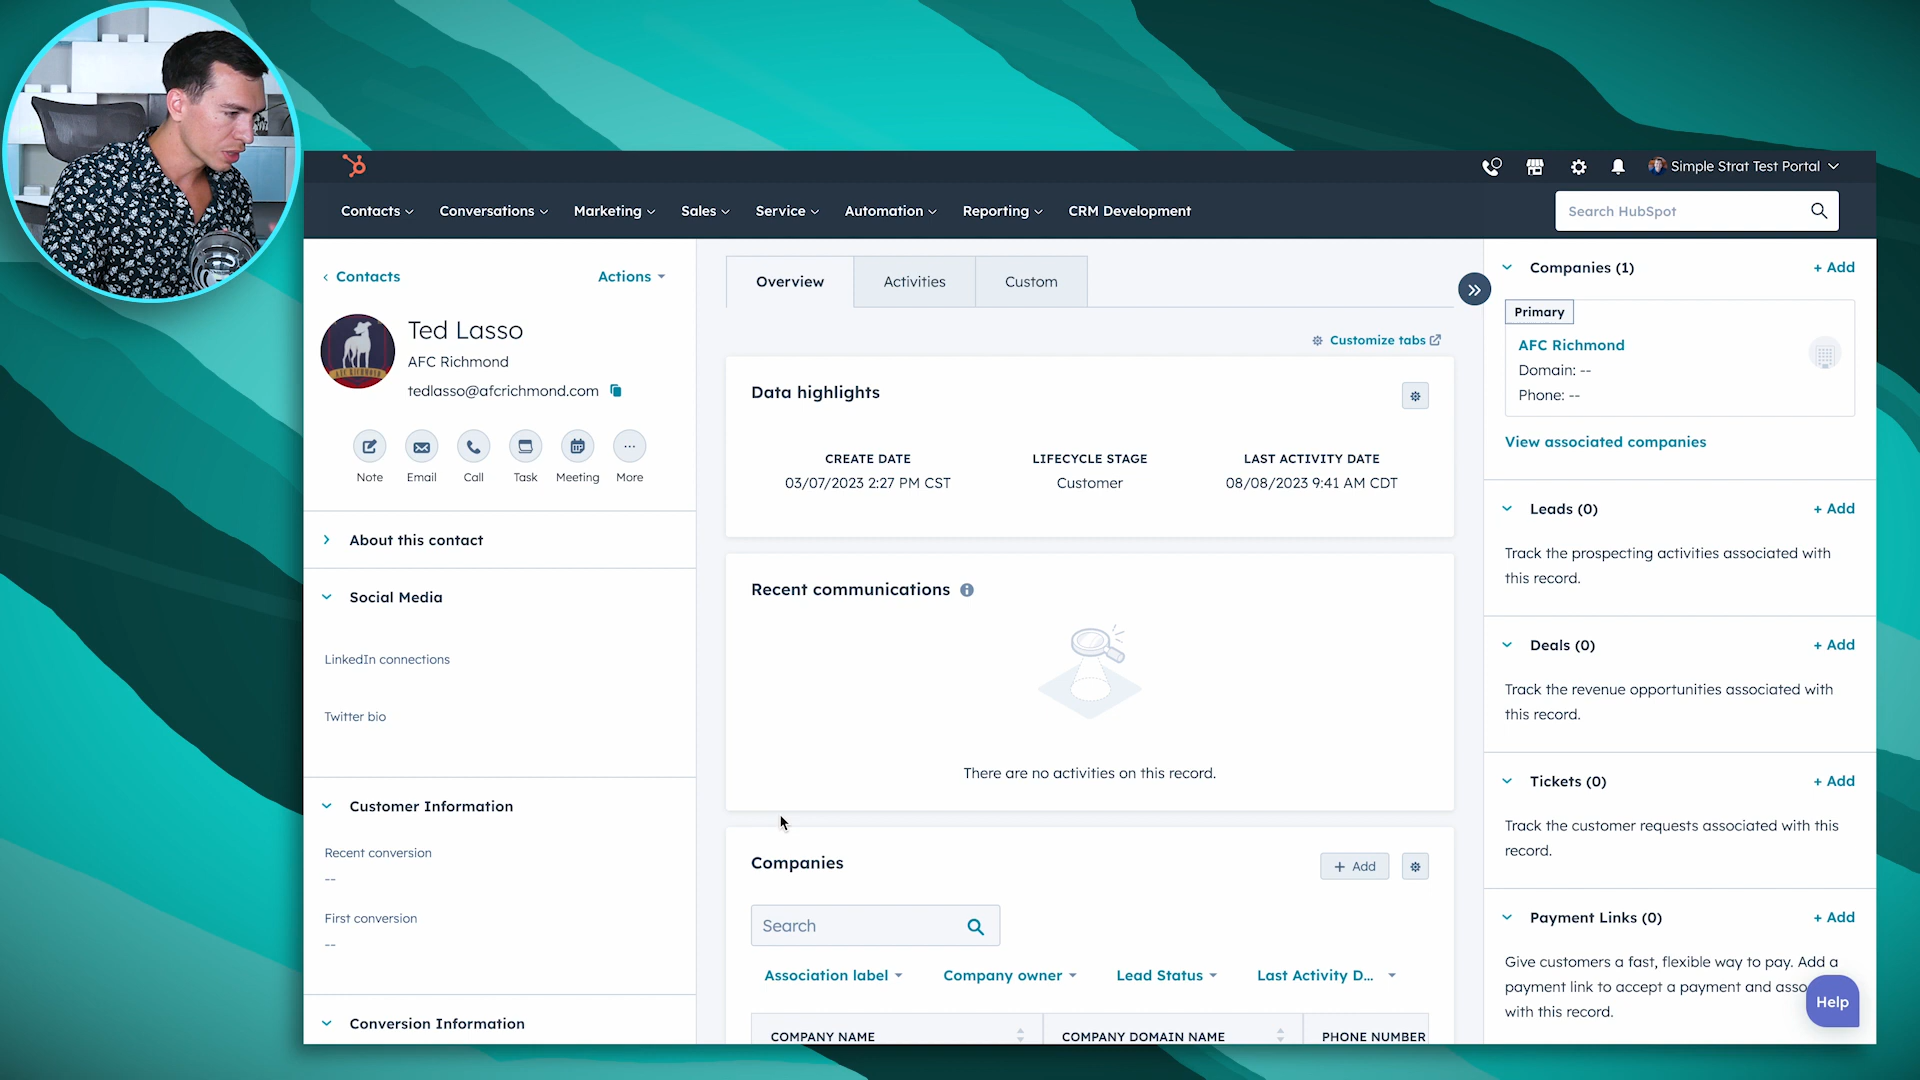 Simple Strat Test Portal
Contacts
Conversations
Marketing
Sales
Service
Automation
Reporting
CRM Development
Search HubSpot
Contacts
Actions
Ted Lasso
AFC Richmond
tedlasso@afcrichmond.com
Note
Email
Call
Task
Meeting
More
About this contact
Social Media
LinkedIn connections
Twitter bio
Customer Information
Recent conversion
--
First conversion
--
Conversion Information
Overview
Activities
Custom
Customize tabs
Data highlights
CREATE DATE
03/07/2023 2:27 PM CST
LIFECYCLE STAGE
Customer
LAST ACTIVITY DATE
08/08/2023 9:41 AM CDT
Recent communications
There are no activities on this record.
Companies
+ Add
Search
Association label
Company owner
Lead Status
Last Activity D...
COMPANY NAME
COMPANY DOMAIN NAME
PHONE NUMBER
Companies (1)
+ Add
Primary
AFC Richmond
Domain: --
Phone: --
View associated companies
Leads (0)
+ Add
Track the prospecting activities associated with
this record.
Deals (0)
+ Add
Track the revenue opportunities associated with
this record.
Tickets (0)
+ Add
Track the customer requests associated with this
record.
Payment Links (0)
+ Add
Give customers a fast, flexible way to pay. Add a
payment link to accept a payment and asso
with this record.
Help